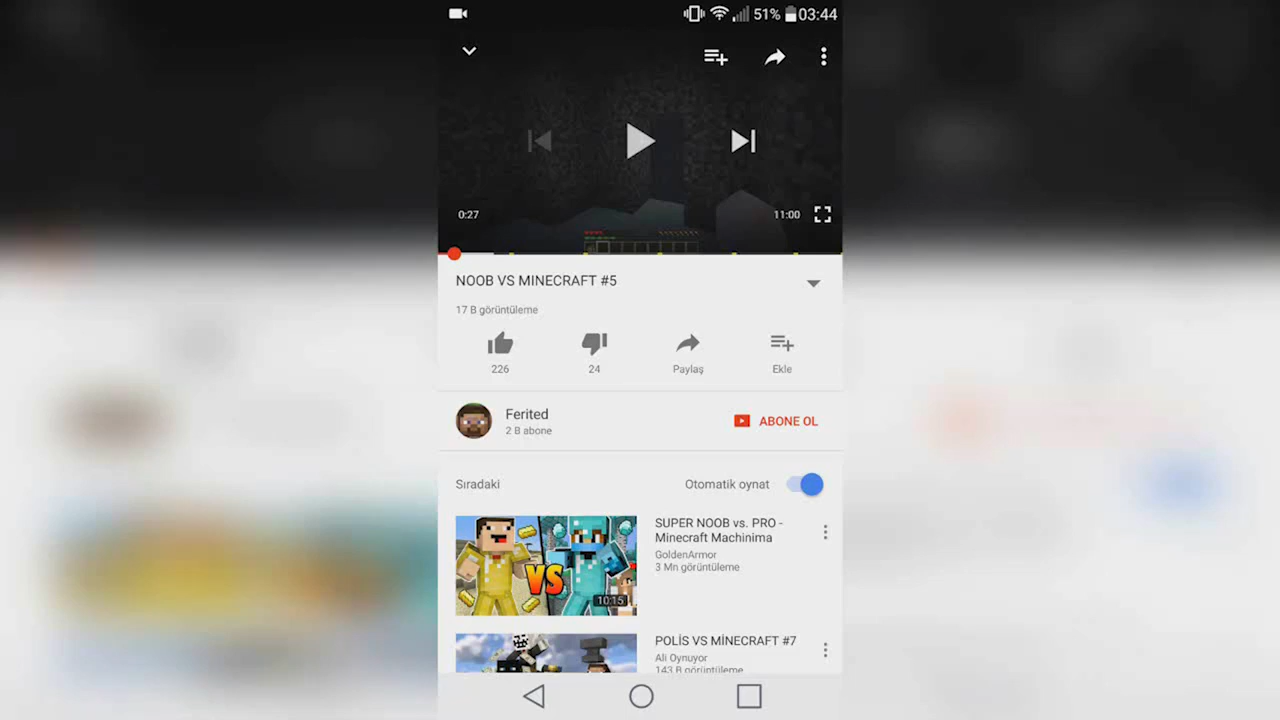 51% 03:44
0:27 11:00
NOOB VS MINECRAFT #5
17 B görüntüleme
226 24 Paylaş Ekle
Ferited
2 B abone
ABONE OL
Sıradaki Otomatik oynat
SUPER NOOB vs. PRO -
Minecraft Machinima
GoldenArmor
3 Mn görüntüleme
VS
10:15
POLİS VS MİNECRAFT #7
Ali Oynuyor
143 B görüntüleme